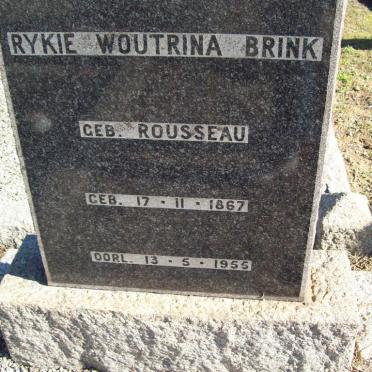 RYKIE WOUTRINA BRINK
GEB. ROUSSEAU
GEB. 17 · 11 · 1867
OORL. 13 · 5 · 1955